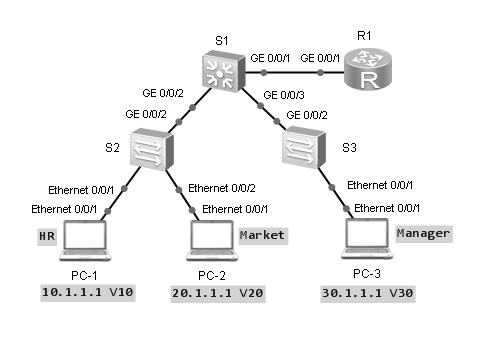 S1
R1
GE 0/0/1
GE 0/0/1
GE 0/0/2
GE 0/0/3
GE 0/0/2
GE 0/0/2
S2
S3
Ethernet 0/0/1
Ethernet 0/0/2
Ethernet 0/0/1
Ethernet 0/0/1
Ethernet 0/0/1
Ethernet 0/0/1
HR
Market
Manager
R
PC-1
PC-2
PC-3
10.1.1.1 V10
20.1.1.1 V20
30.1.1.1 V30